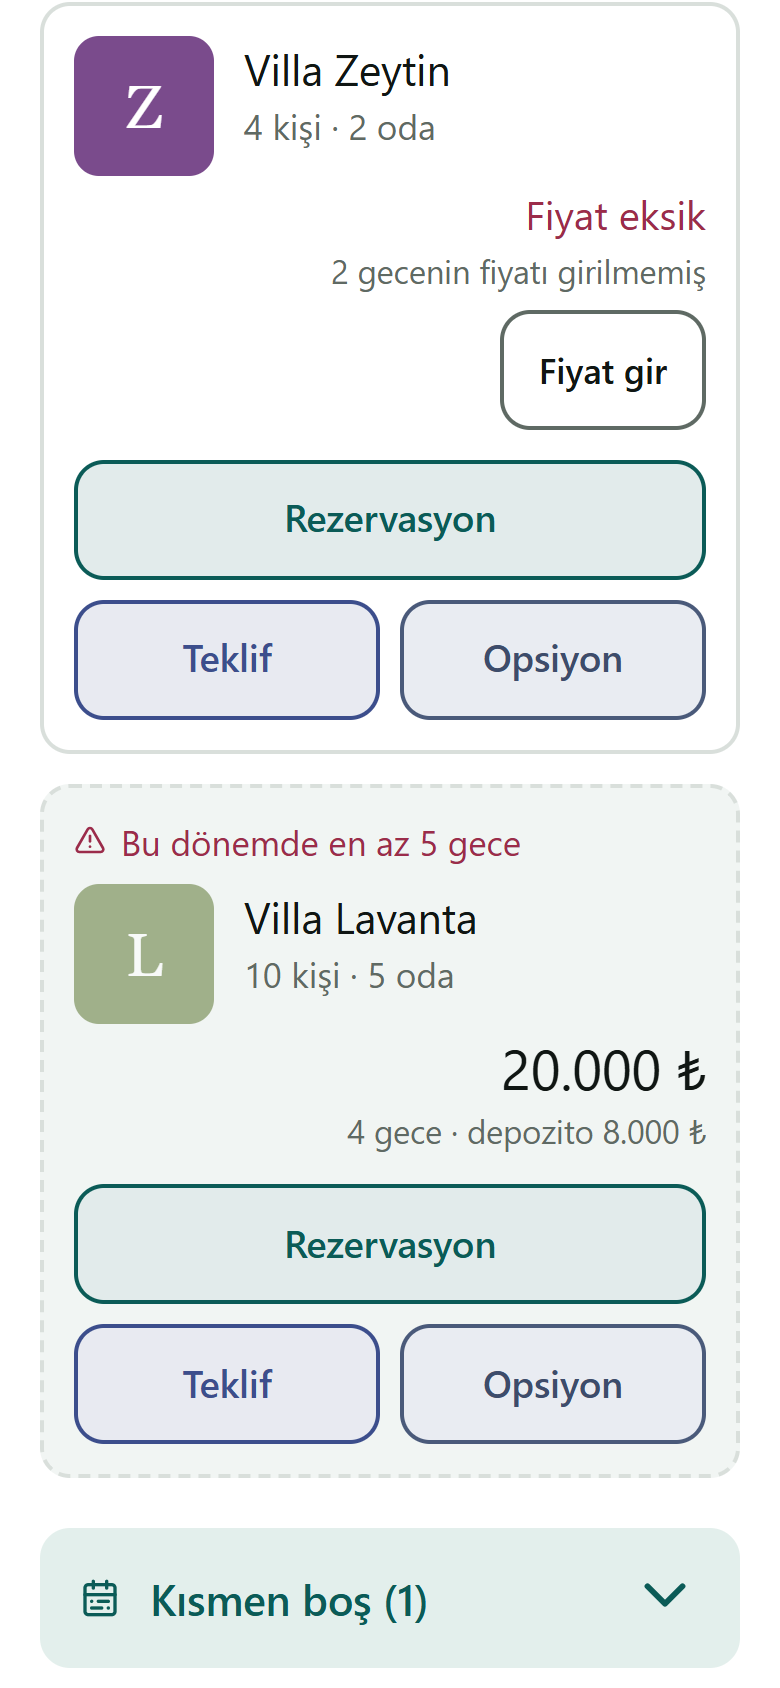 Z
Villa Zeytin
4 kişi · 2 oda
Fiyat eksik
2 gecenin fiyatı girilmemiş
Fiyat gir
Rezervasyon
Teklif
Opsiyon
Bu dönemde en az 5 gece
L
Villa Lavanta
10 kişi · 5 oda
20.000 ₺
4 gece · depozito 8.000 ₺
Rezervasyon
Teklif
Opsiyon
Kısmen boş (1)